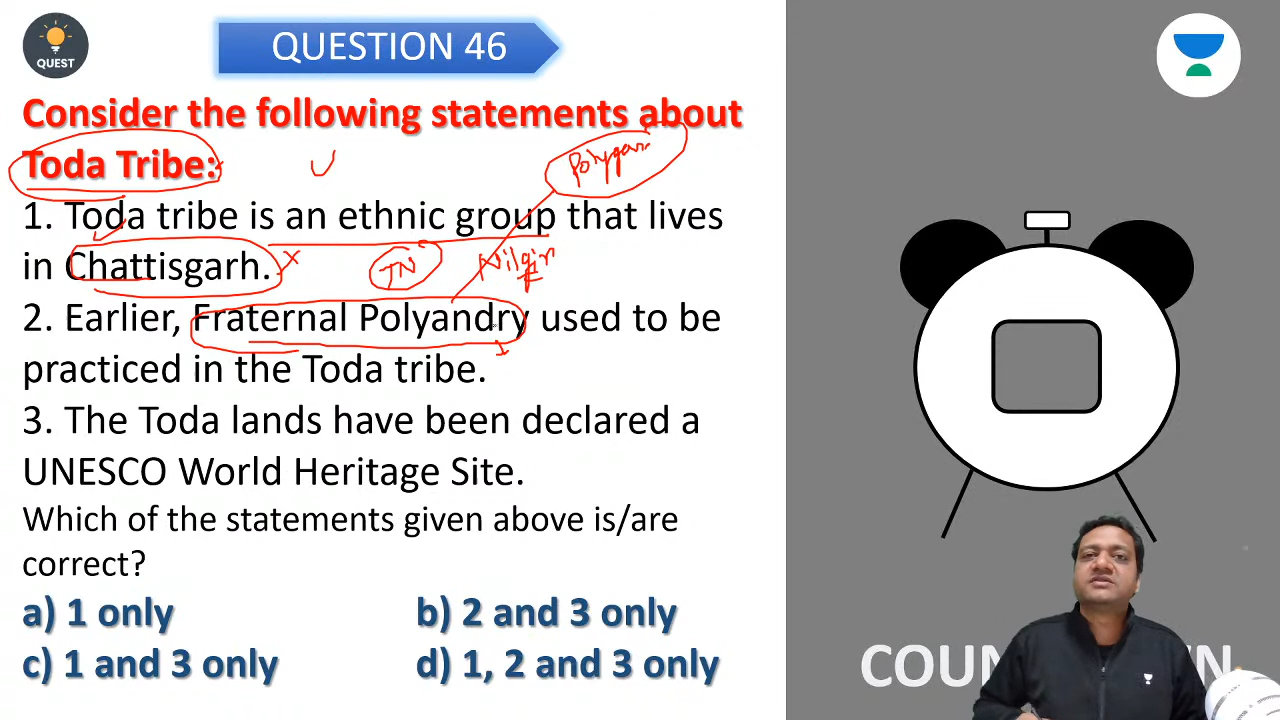 QUEST
QUESTION 46
Consider the following statements about
Toda Tribe:
1. Toda tribe is an ethnic group that lives
in Chattisgarh.
TN
Nilgiri
2. Earlier, Fraternal Polyandry used to be
practiced in the Toda tribe.
3. The Toda lands have been declared a
UNESCO World Heritage Site.
Which of the statements given above is/are
correct?
a) 1 only
b) 2 and 3 only
c) 1 and 3 only
d) 1, 2 and 3 only